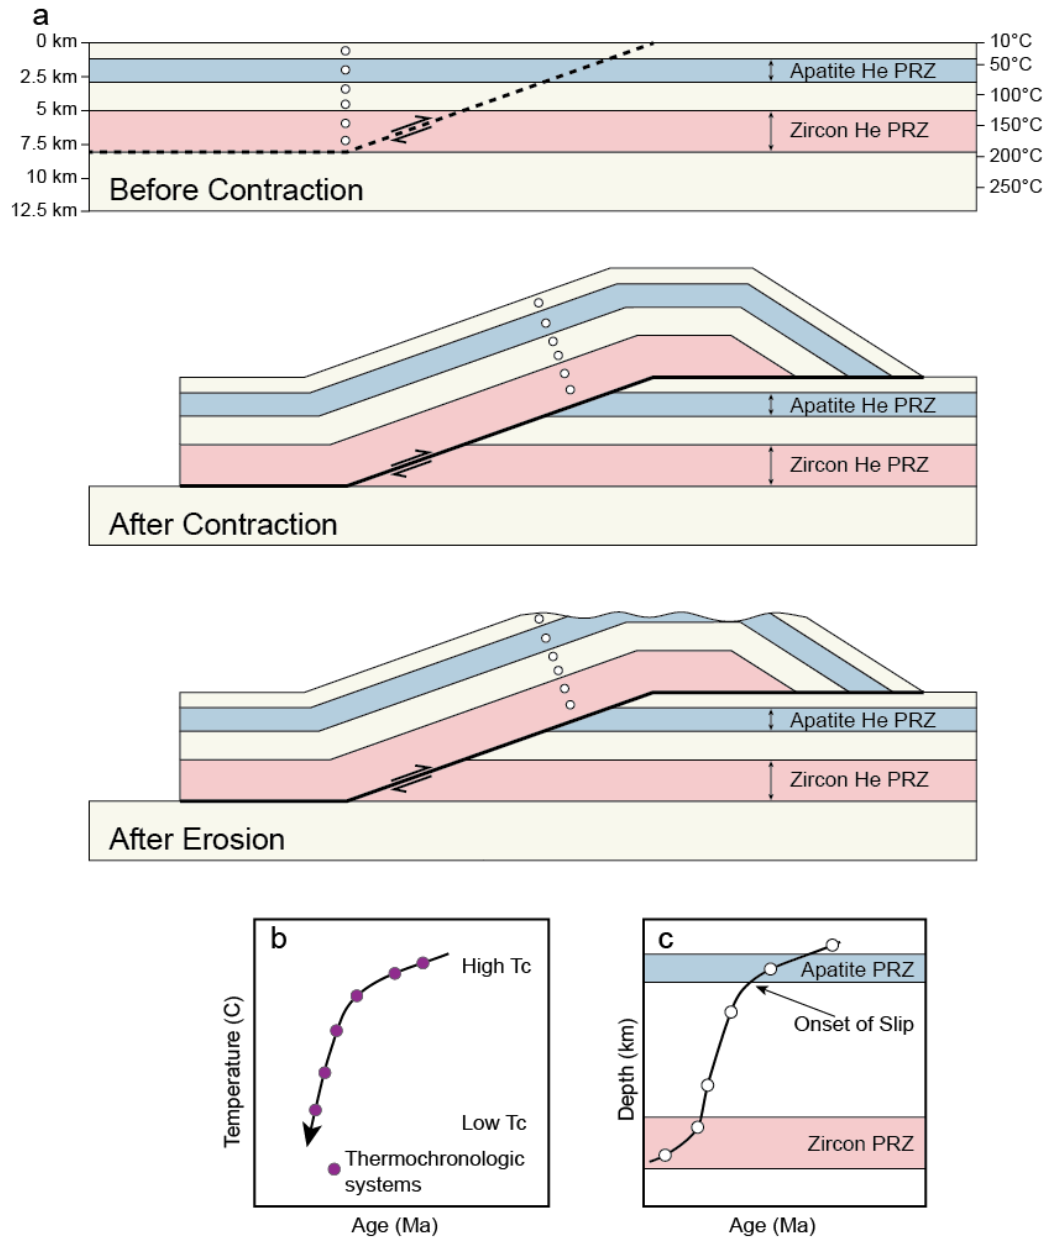 a
0 km
2.5 km
5 km
7.5 km
10 km
12.5 km
10°C
50°C
100°C
150°C
200°C
250°C
Apatite He PRZ
Zircon He PRZ
Before Contraction
Apatite He PRZ
Zircon He PRZ
After Contraction
Apatite He PRZ
Zircon He PRZ
After Erosion
b
High Tc
Low Tc
Thermochronologic
systems
Temperature (C)
Age (Ma)
c
Apatite PRZ
Onset of Slip
Zircon PRZ
Depth (km)
Age (Ma)